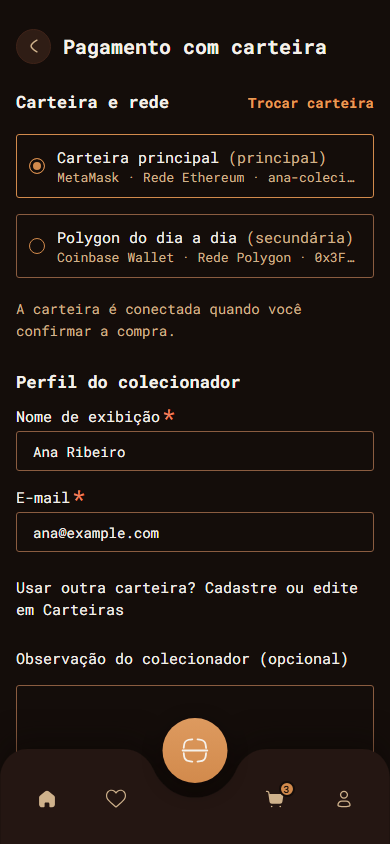 Pagamento com carteira
Carteira e rede
Trocar carteira
Carteira principal (principal)
MetaMask · Rede Ethereum · ana-coleci…
Polygon do dia a dia (secundária)
Coinbase Wallet · Rede Polygon · 0x3F…
A carteira é conectada quando você
confirmar a compra.
Perfil do colecionador
Nome de exibição*
Ana Ribeiro
E-mail*
ana@example.com
Usar outra carteira? Cadastre ou edite
em Carteiras
Observação do colecionador (opcional)
3